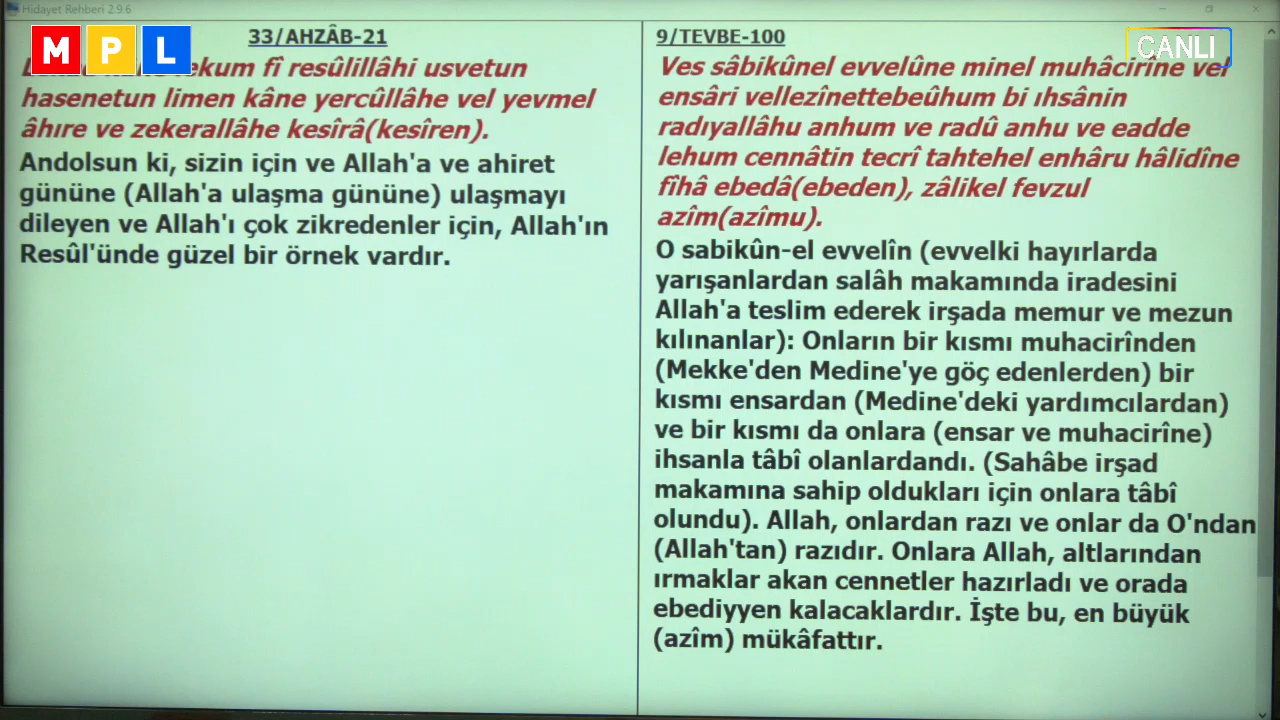 Hidayet Rehberi 2.9.6
MPL
CANLI
33/AHZÂB-21
lekum fî resûlillâhi usvetun
hasenetun limen kâne yercûllâhe vel yevmel
âhıre ve zekerallâhe kesîrâ(kesîren).
Andolsun ki, sizin için ve Allah'a ve ahiret
gününe (Allah'a ulaşma gününe) ulaşmayı
dileyen ve Allah'ı çok zikredenler için, Allah'ın
Resûl'ünde güzel bir örnek vardır.
9/TEVBE-100
Ves sâbikûnel evvelûne minel muhâcirîne vel
ensâri vellezînettebeûhum bi ıhsânin
radıyallâhu anhum ve radû anhu ve eadde
lehum cennâtin tecrî tahtehel enhâru hâlidîne
fîhâ ebedâ(ebeden), zâlikel fevzul
azîm(azîmu).
O sabikûn-el evvelîn (evvelki hayırlarda
yarışanlardan salâh makamında iradesini
Allah'a teslim ederek irşada memur ve mezun
kılınanlar): Onların bir kısmı muhacirînden
(Mekke'den Medine'ye göç edenlerden) bir
kısmı ensardan (Medine'deki yardımcılardan)
ve bir kısmı da onlara (ensar ve muhacirîne)
ihsanla tâbî olanlardandı. (Sahâbe irşad
makamına sahip oldukları için onlara tâbî
olundu). Allah, onlardan razı ve onlar da O'ndan
(Allah'tan) razıdır. Onlara Allah, altlarından
ırmaklar akan cennetler hazırladı ve orada
ebediyyen kalacaklardır. İşte bu, en büyük
(azîm) mükâfattır.